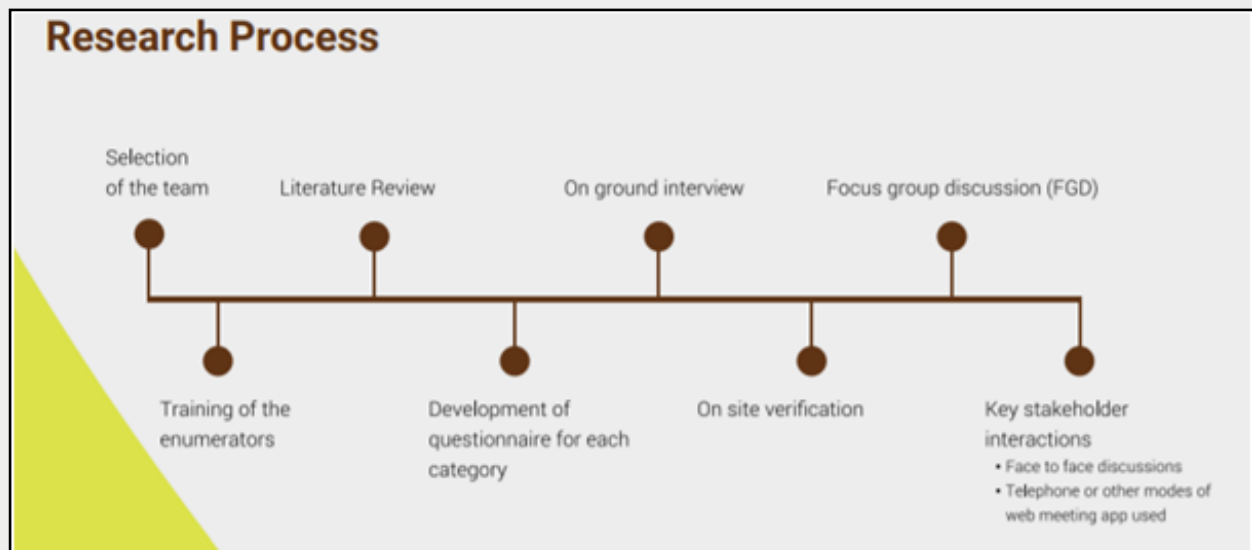 Research Process
Selection
of the team
Literature Review
On ground interview
Focus group discussion (FGD)
Training of the
enumerators
Development of
questionnaire for each
category
On site verification
Key stakeholder
interactions
• Face to face discussions
• Telephone or other modes of
web meeting app used